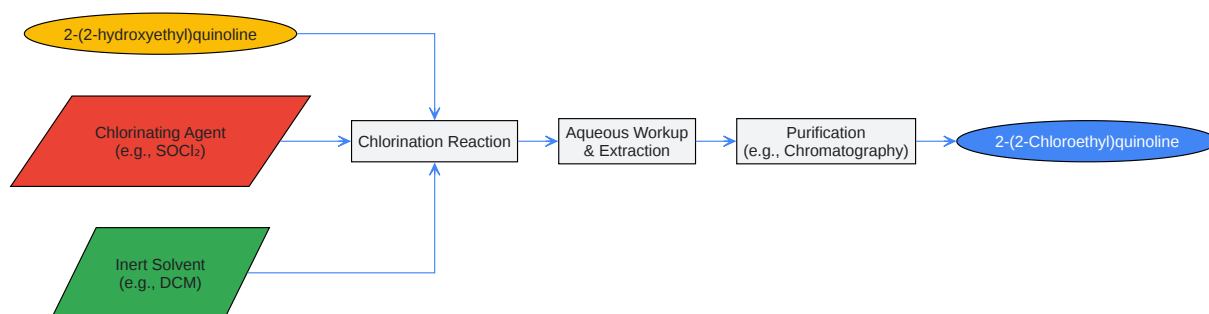 2-(2-hydroxyethyl)quinoline
Chlorinating Agent
(e.g., SOCl₂)
Chlorination Reaction
Aqueous Workup
& Extraction
Purification
(e.g., Chromatography)
2-(2-Chloroethyl)quinoline
Inert Solvent
(e.g., DCM)